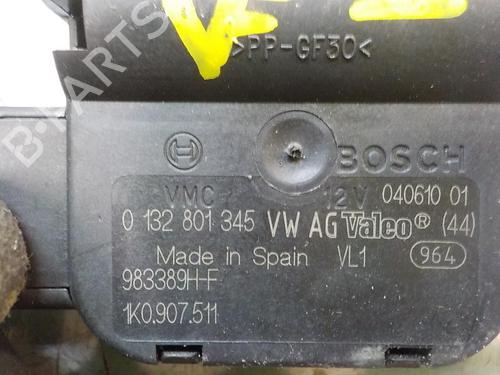 >PP-GF30<
BOSCH
VMC 12V 040610 01
0 132 801 345 VW AG Valeo® (44)
Made in Spain VL1 964
983389H-F
1K0.907.511
B-PARTS